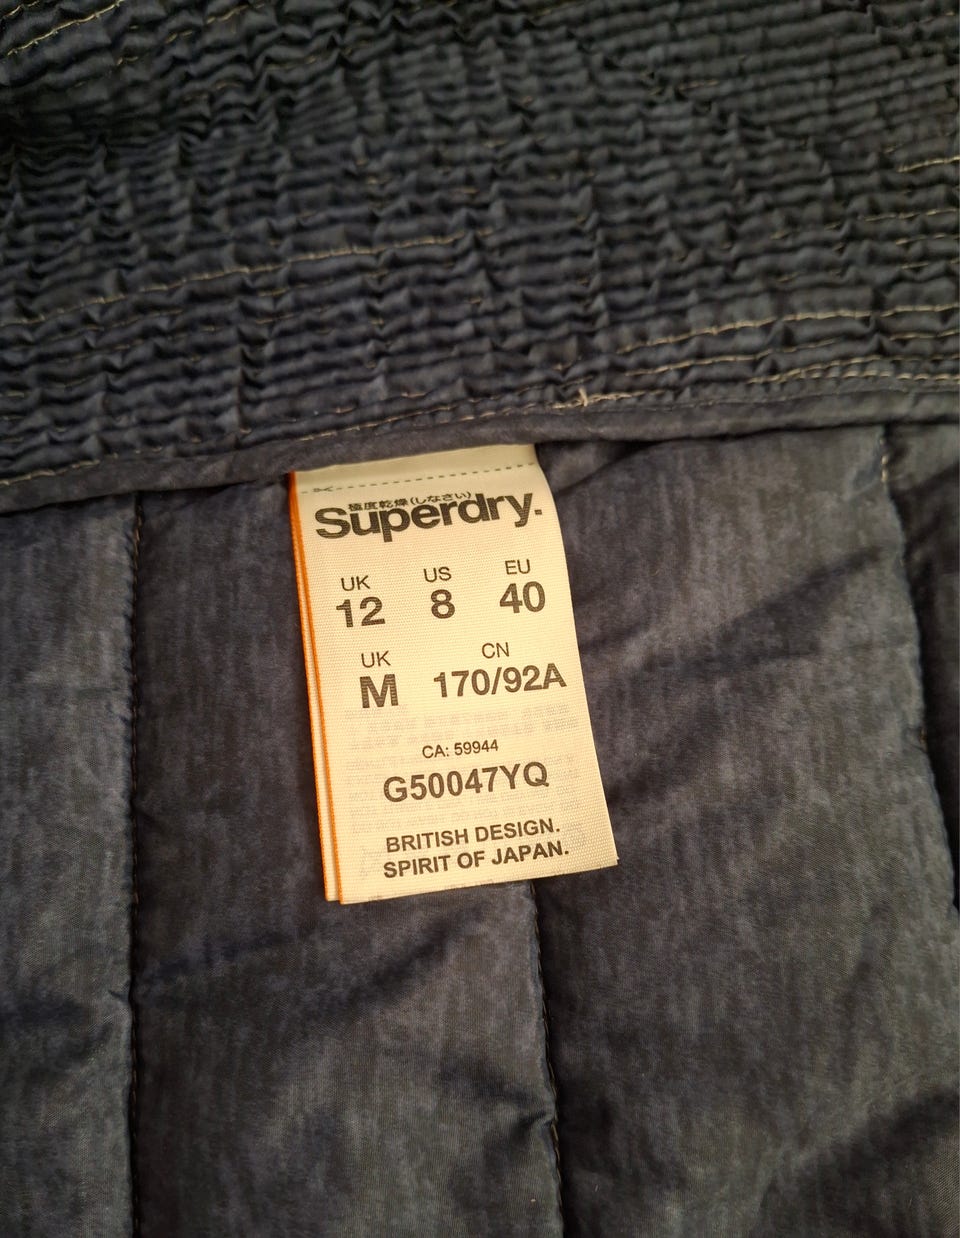 極度乾燥(しなさい)
Superdry.
UK US EU
12 8 40
UK CN
M 170/92A
CA: 59944
G50047YQ
BRITISH DESIGN.
SPIRIT OF JAPAN.